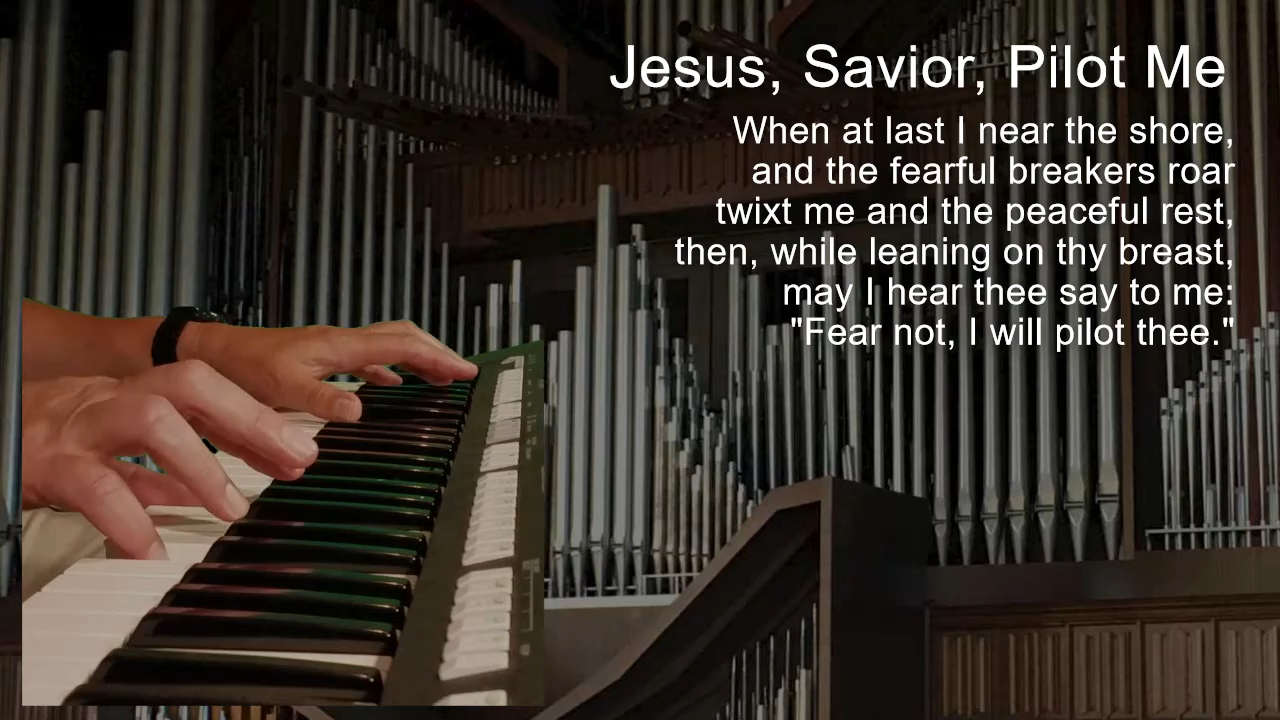 Jesus, Savior, Pilot Me
When at last I near the shore,
and the fearful breakers roar
twixt me and the peaceful rest,
then, while leaning on thy breast,
may I hear thee say to me:
"Fear not, I will pilot thee."